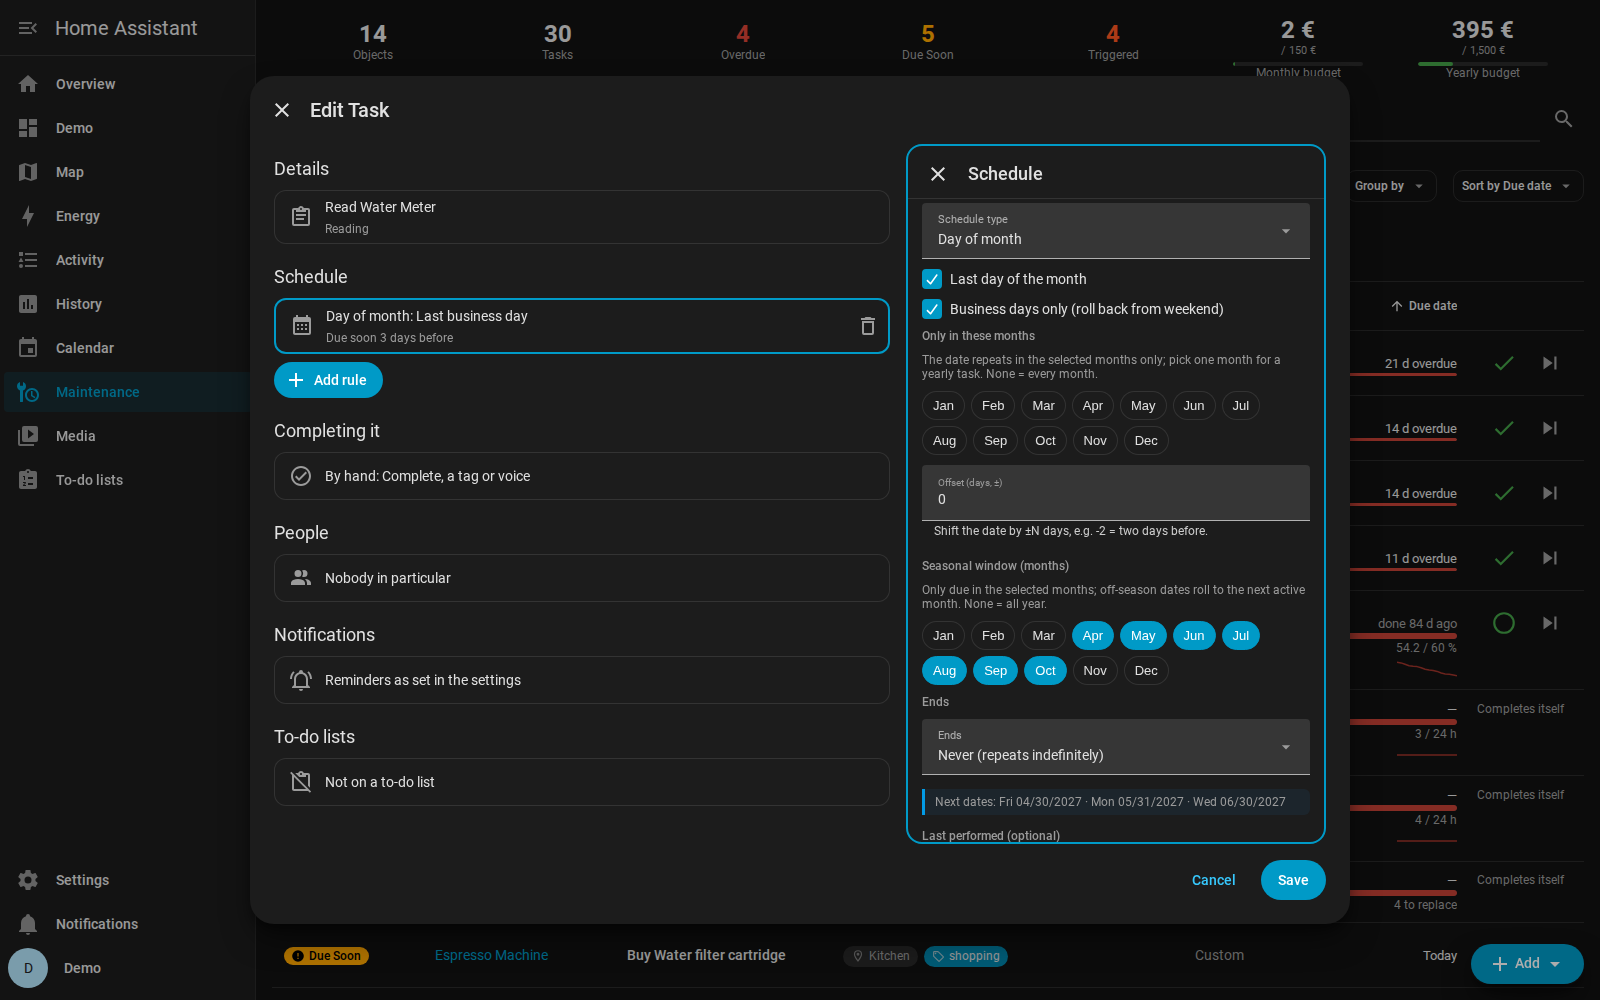 Home Assistant
Overview
Demo
Map
Energy
Activity
History
Calendar
Maintenance
Media
To-do lists
Settings
Notifications
D
Demo
14
Objects
30
Tasks
4
Overdue
5
Due Soon
4
Triggered
2 €
/ 150 €
Monthly budget
395 €
/ 1,500 €
Yearly budget
Group by
Sort by Due date
Due date
21 d overdue
14 d overdue
14 d overdue
11 d overdue
done 84 d ago
54.2 / 60 %
—
Completes itself
3 / 24 h
—
Completes itself
4 / 24 h
—
Completes itself
4 to replace
Edit Task
Details
Read Water Meter
Reading
Schedule
Day of month: Last business day
Due soon 3 days before
Add rule
Completing it
By hand: Complete, a tag or voice
People
Nobody in particular
Notifications
Reminders as set in the settings
To-do lists
Not on a to-do list
Schedule
Schedule type
Day of month
Last day of the month
Business days only (roll back from weekend)
Only in these months
The date repeats in the selected months only; pick one month for a
yearly task. None = every month.
Jan Feb Mar Apr May Jun Jul
Aug Sep Oct Nov Dec
Offset (days, ±)
0
Shift the date by ±N days, e.g. -2 = two days before.
Seasonal window (months)
Only due in the selected months; off-season dates roll to the next active
month. None = all year.
Jan Feb Mar Apr May Jun Jul
Aug Sep Oct Nov Dec
Ends
Ends
Never (repeats indefinitely)
Next dates: Fri 04/30/2027 · Mon 05/31/2027 · Wed 06/30/2027
Last performed (optional)
Cancel
Save
Due Soon
Espresso Machine
Buy Water filter cartridge
Kitchen
shopping
Custom
Today
Add